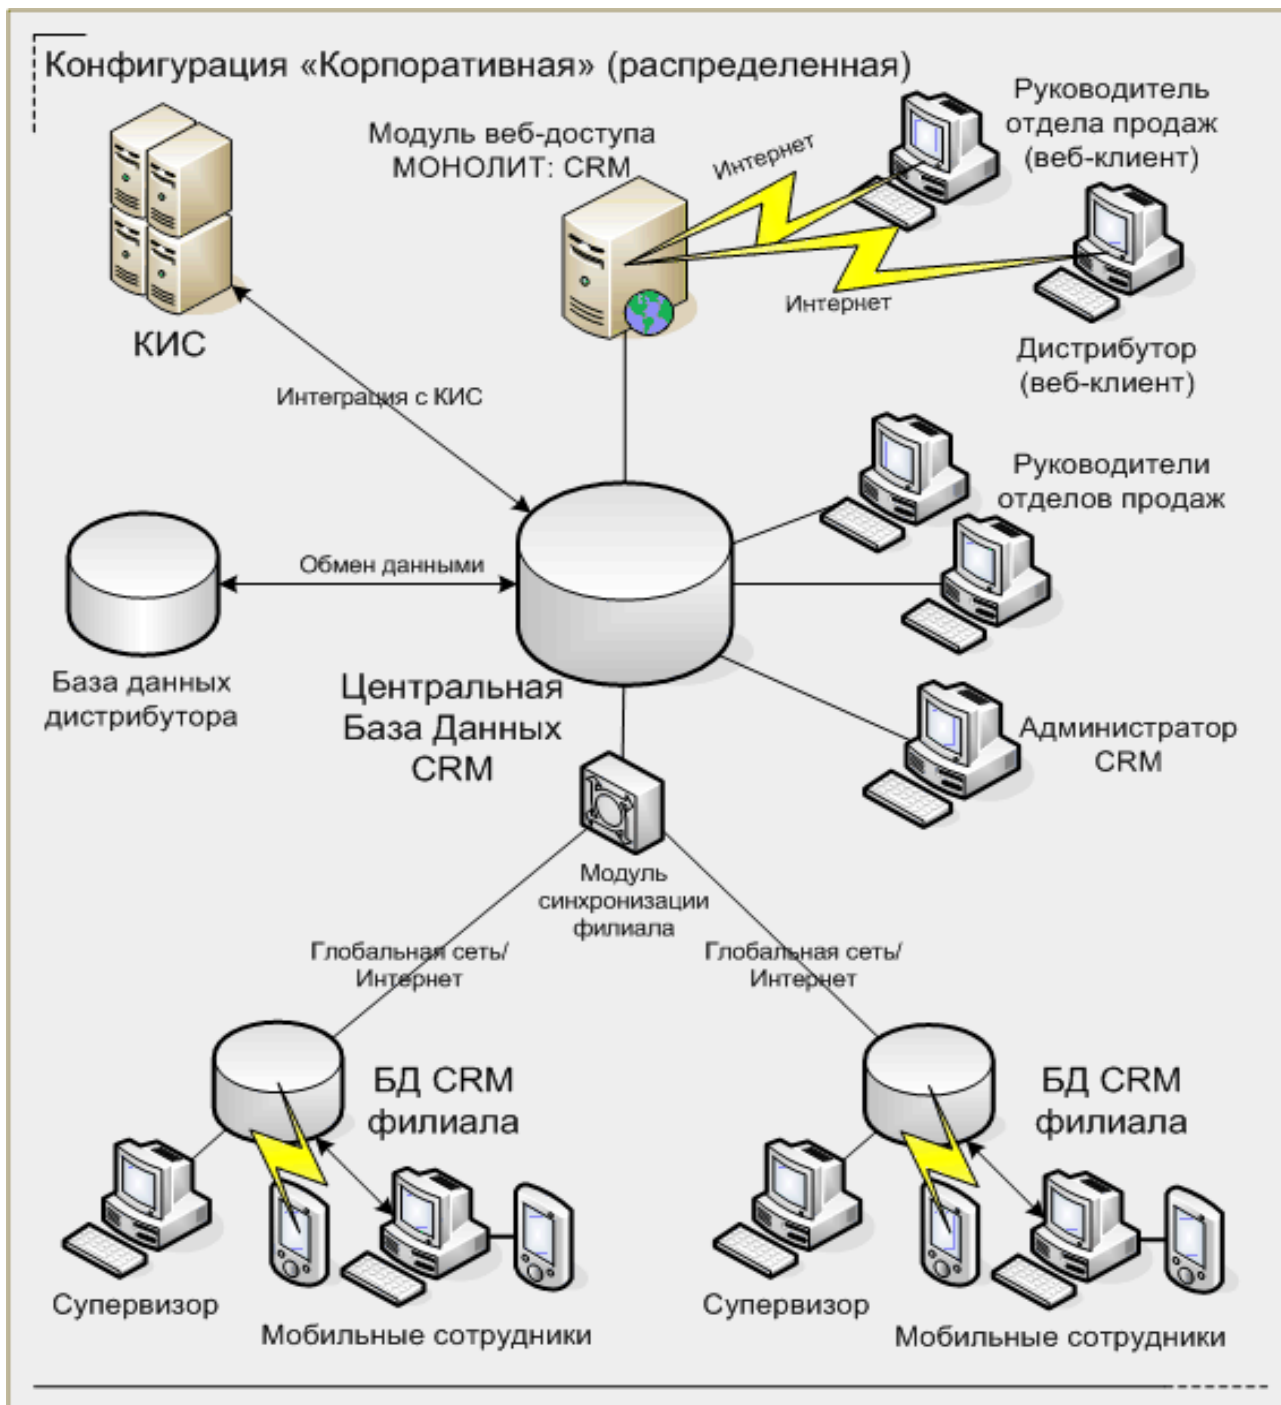 Конфигурация «Корпоративная» (распределенная)
Модуль веб-доступа
МОНОЛИТ: CRM
Интернет
Руководитель
отдела продаж
(веб-клиент)
Интернет
КИС
Дистрибутор
(веб-клиент)
Интеграция с КИС
Руководители
отделов продаж
Обмен данными
База данных
дистрибутора
Центральная
База Данных
CRM
Администратор
CRM
Модуль
синхронизации
филиала
Глобальная сеть/
Интернет
Глобальная сеть/
Интернет
БД CRM
филиала
БД CRM
филиала
Супервизор
Мобильные сотрудники
Супервизор
Мобильные сотрудники